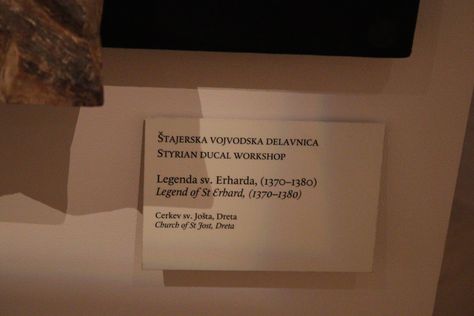 ŠTAJERSKA VOJVODSKA DELAVNICA
STYRIAN DUCAL WORKSHOP
Legenda sv. Erharda, (1370–1380)
Legend of St Erhard, (1370–1380)
Cerkev sv. Jošta, Dreta
Church of St Jost, Dreta